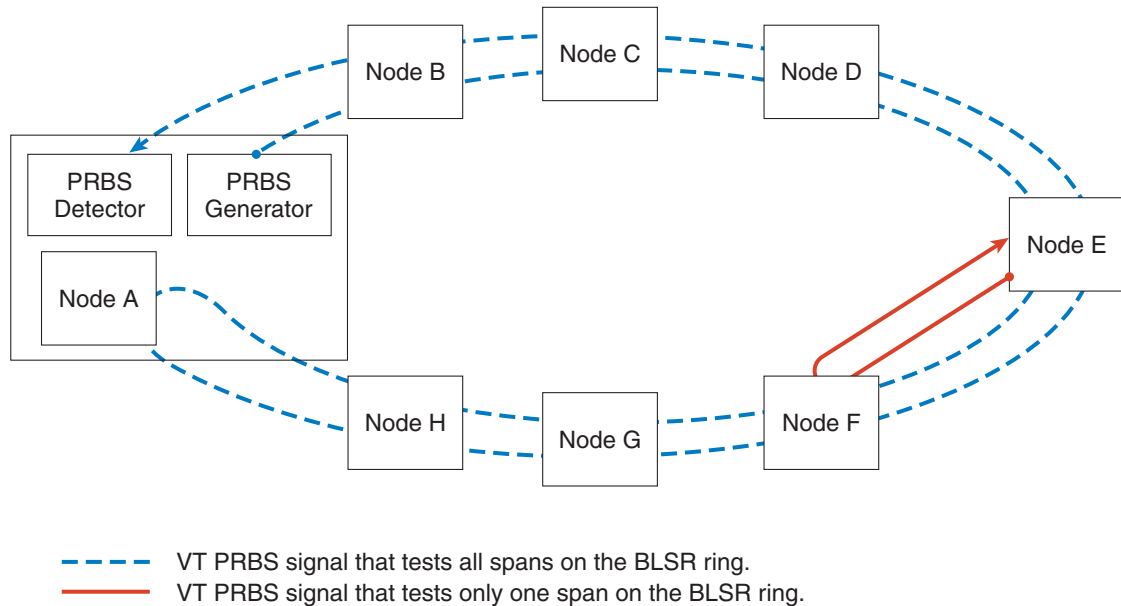 Node B
Node C
Node D
PRBS
Detector
PRBS
Generator
Node A
Node E
Node H
Node G
Node F
VT PRBS signal that tests all spans on the BLSR ring.
VT PRBS signal that tests only one span on the BLSR ring.